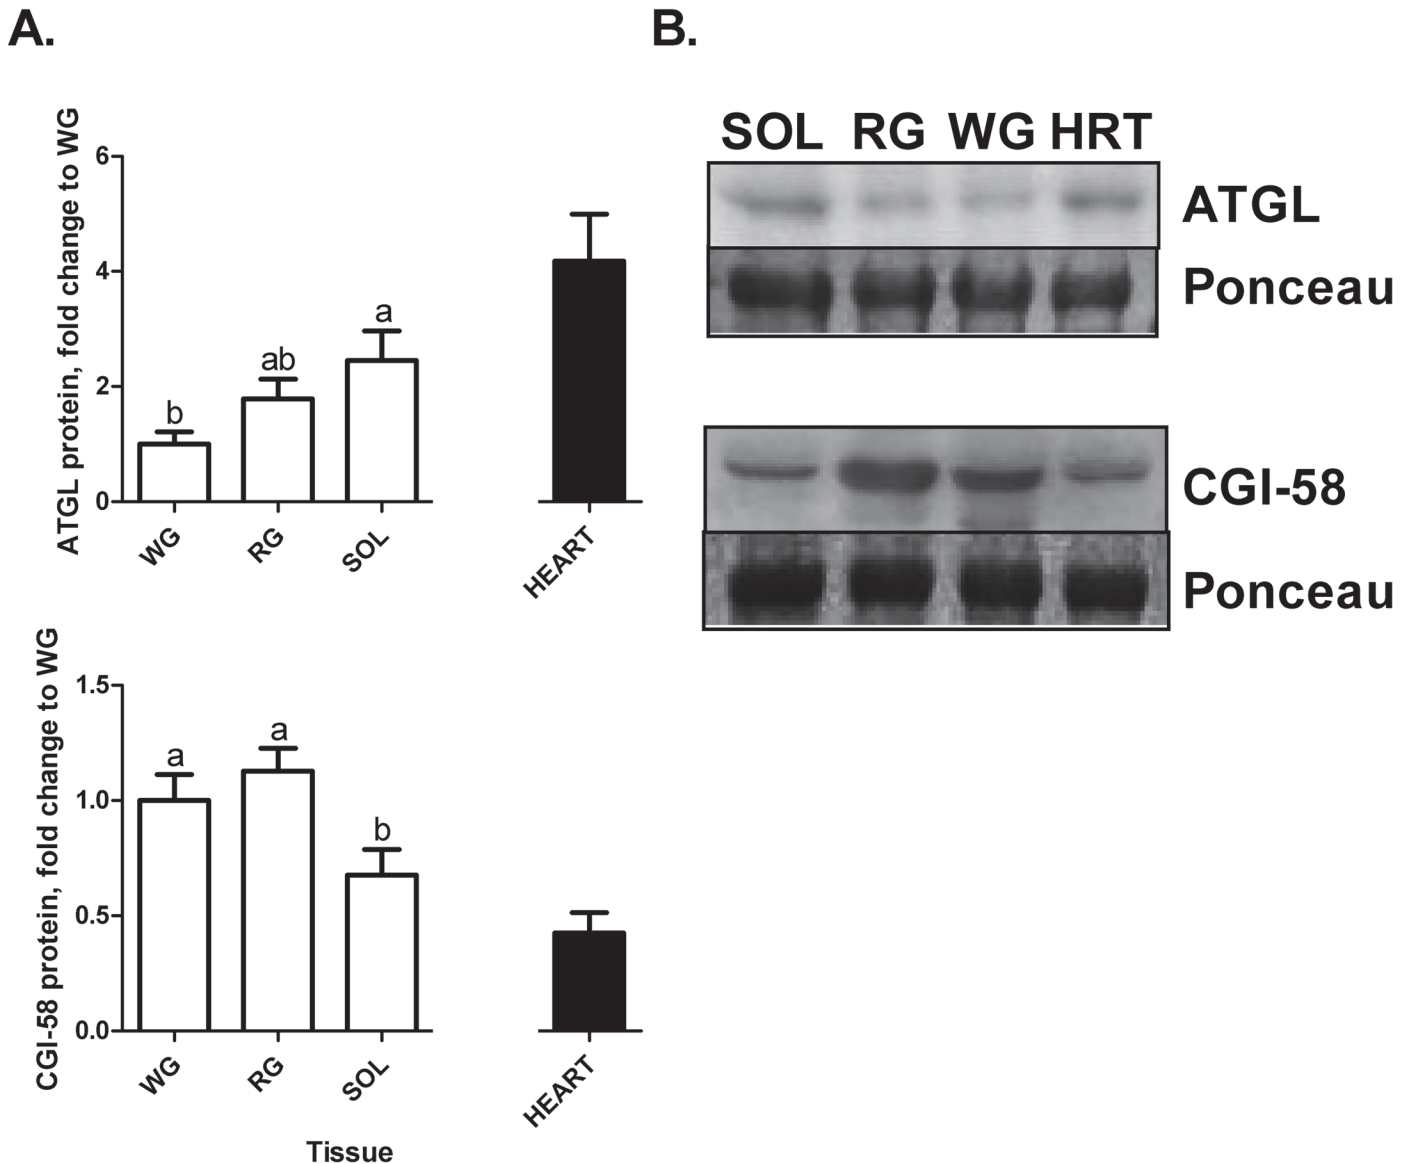 A.
ATGL protein, fold change to WG
6
4
2
0
b
ab
a
WG
RG
SOL
HEART
CGI-58 protein, fold change to WG
1.5
1.0
0.5
0.0
a
a
b
WG
RG
SOL
HEART
Tissue
B.
SOL RG WG HRT
ATGL
Ponceau
CGI-58
Ponceau